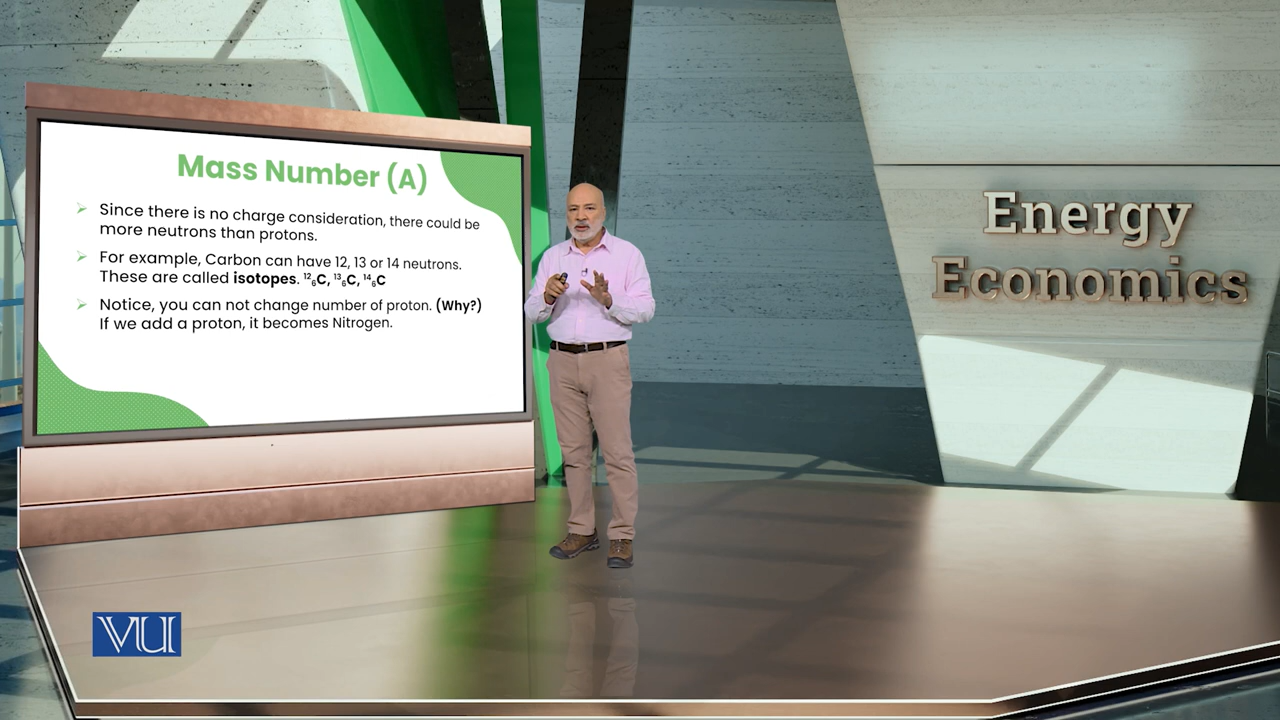 Mass Number (A)
Since there is no charge consideration, there could be
more neutrons than protons.
For example, Carbon can have 12, 13 or 14 neutrons.
These are called isotopes. ¹²₆C, ¹³₆C, ¹⁴₆C
Notice, you can not change number of proton. (Why?)
If we add a proton, it becomes Nitrogen.
Energy
Economics
VU